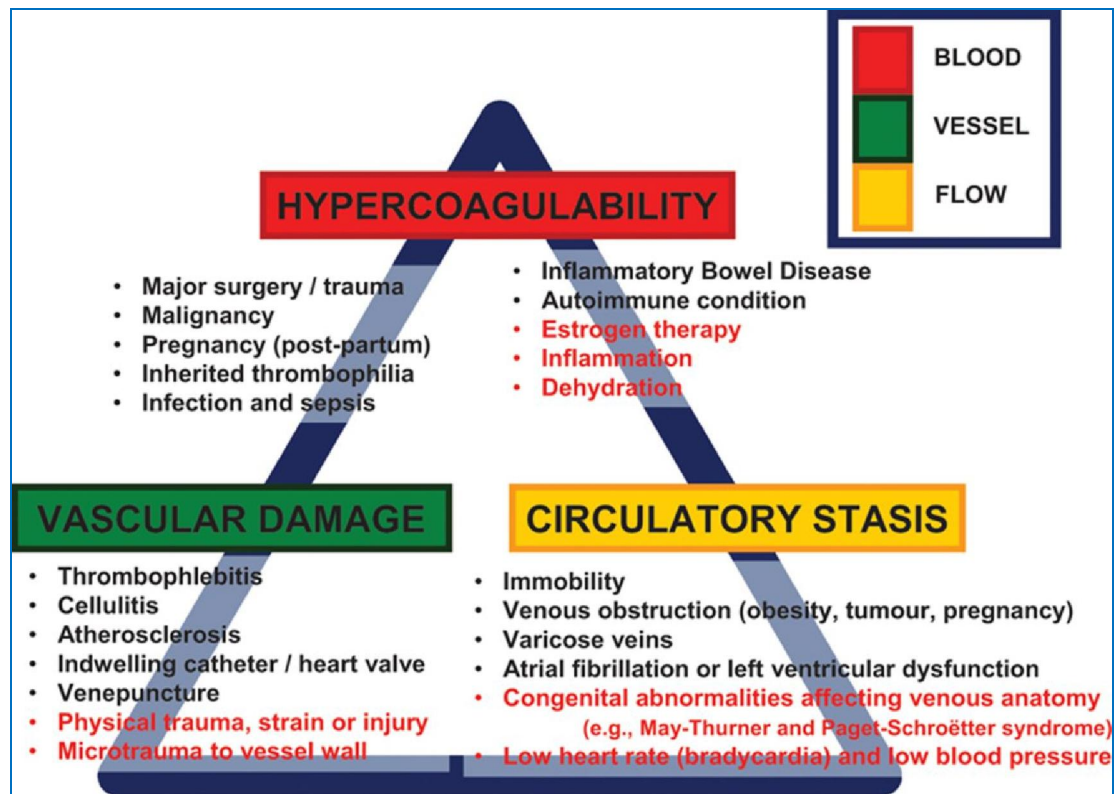 BLOOD
VESSEL
FLOW
HYPERCOAGULABILITY
• Major surgery / trauma
• Malignancy
• Pregnancy (post-partum)
• Inherited thrombophilia
• Infection and sepsis
• Inflammatory Bowel Disease
• Autoimmune condition
• Estrogen therapy
• Inflammation
• Dehydration
VASCULAR DAMAGE
• Thrombophlebitis
• Cellulitis
• Atherosclerosis
• Indwelling catheter / heart valve
• Venepuncture
• Physical trauma, strain or injury
• Microtrauma to vessel wall
CIRCULATORY STASIS
• Immobility
• Venous obstruction (obesity, tumour, pregnancy)
• Varicose veins
• Atrial fibrillation or left ventricular dysfunction
• Congenital abnormalities affecting venous anatomy
(e.g., May-Thurner and Paget-Schroëtter syndrome)
• Low heart rate (bradycardia) and low blood pressure